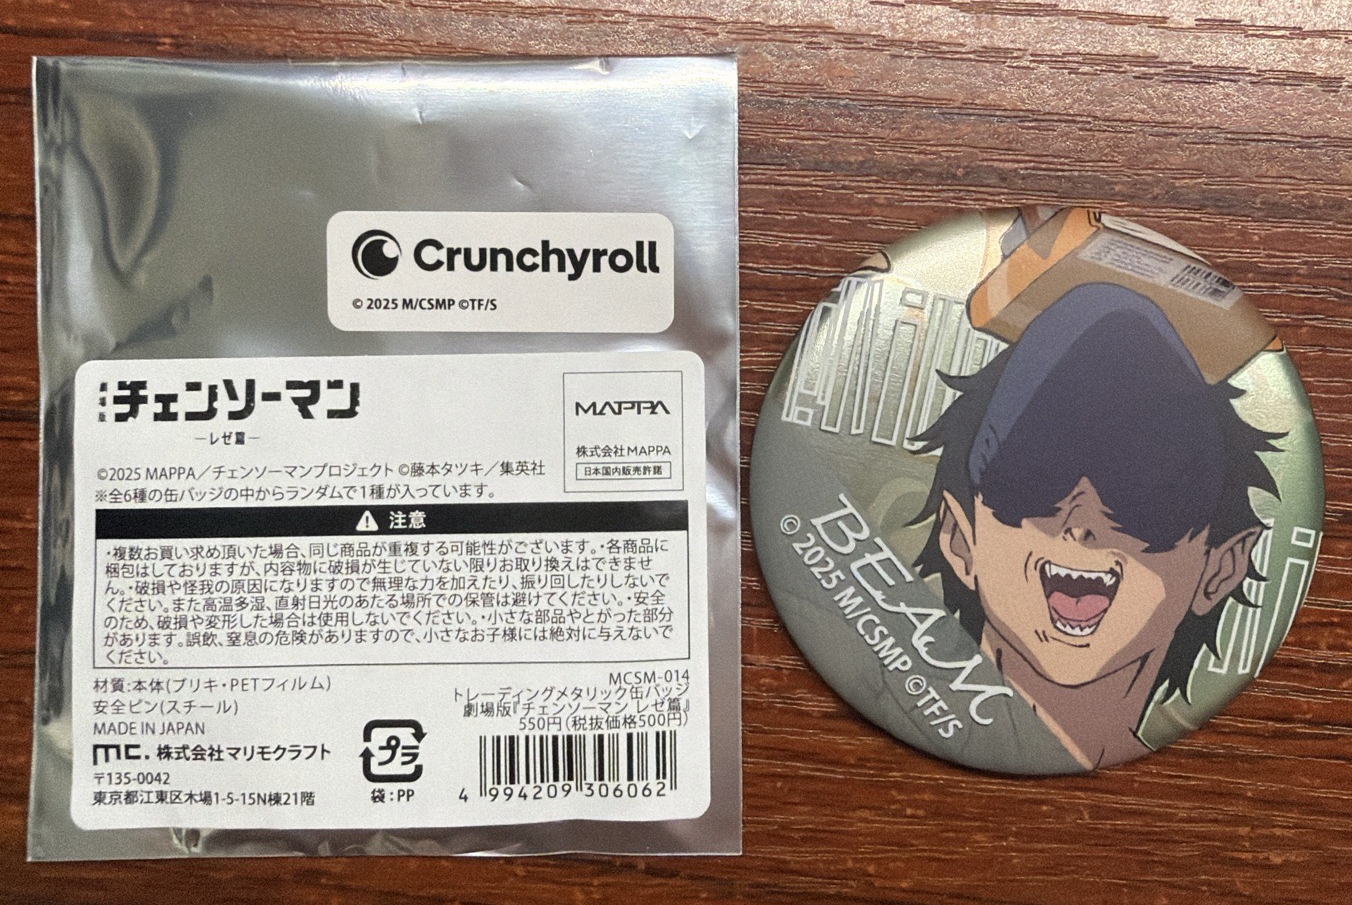 Crunchyroll
© 2025 M/CSMP ©TF/S
劇場版 チェンソーマン
―レゼ篇―
MAPPA
株式会社MAPPA
日本国内販売許諾
©2025 MAPPA／チェンソーマンプロジェクト ©藤本タツキ／集英社
※全6種の缶バッジの中からランダムで1種が入っています。
注意
・複数お買い求め頂いた場合、同じ商品が重複する可能性がございます。・各商品に
梱包はしておりますが、内容物に破損が生じていない限りお取り換えはできませ
ん。・破損や怪我の原因になりますので無理な力を加えたり、振り回したりしないで
ください。また高温多湿、直射日光のあたる場所での保管は避けてください。・安全
のため、破損や変形した場合は使用しないでください。・小さな部品やとがった部分
があります。誤飲、窒息の危険がありますので、小さなお子様には絶対に与えないで
ください。
材質:本体(ブリキ・PETフィルム)
安全ピン(スチール)
MADE IN JAPAN
mc. 株式会社マリモクラフト
〒135-0042
東京都江東区木場1-5-15N棟21階
プラ
袋:PP
MCSM-014
トレーディングメタリック缶バッジ
劇場版『チェンソーマン レゼ篇』
550円(税抜価格500円)
4 994209 306062
BEAM
© 2025 M/CSMP ©TF/S